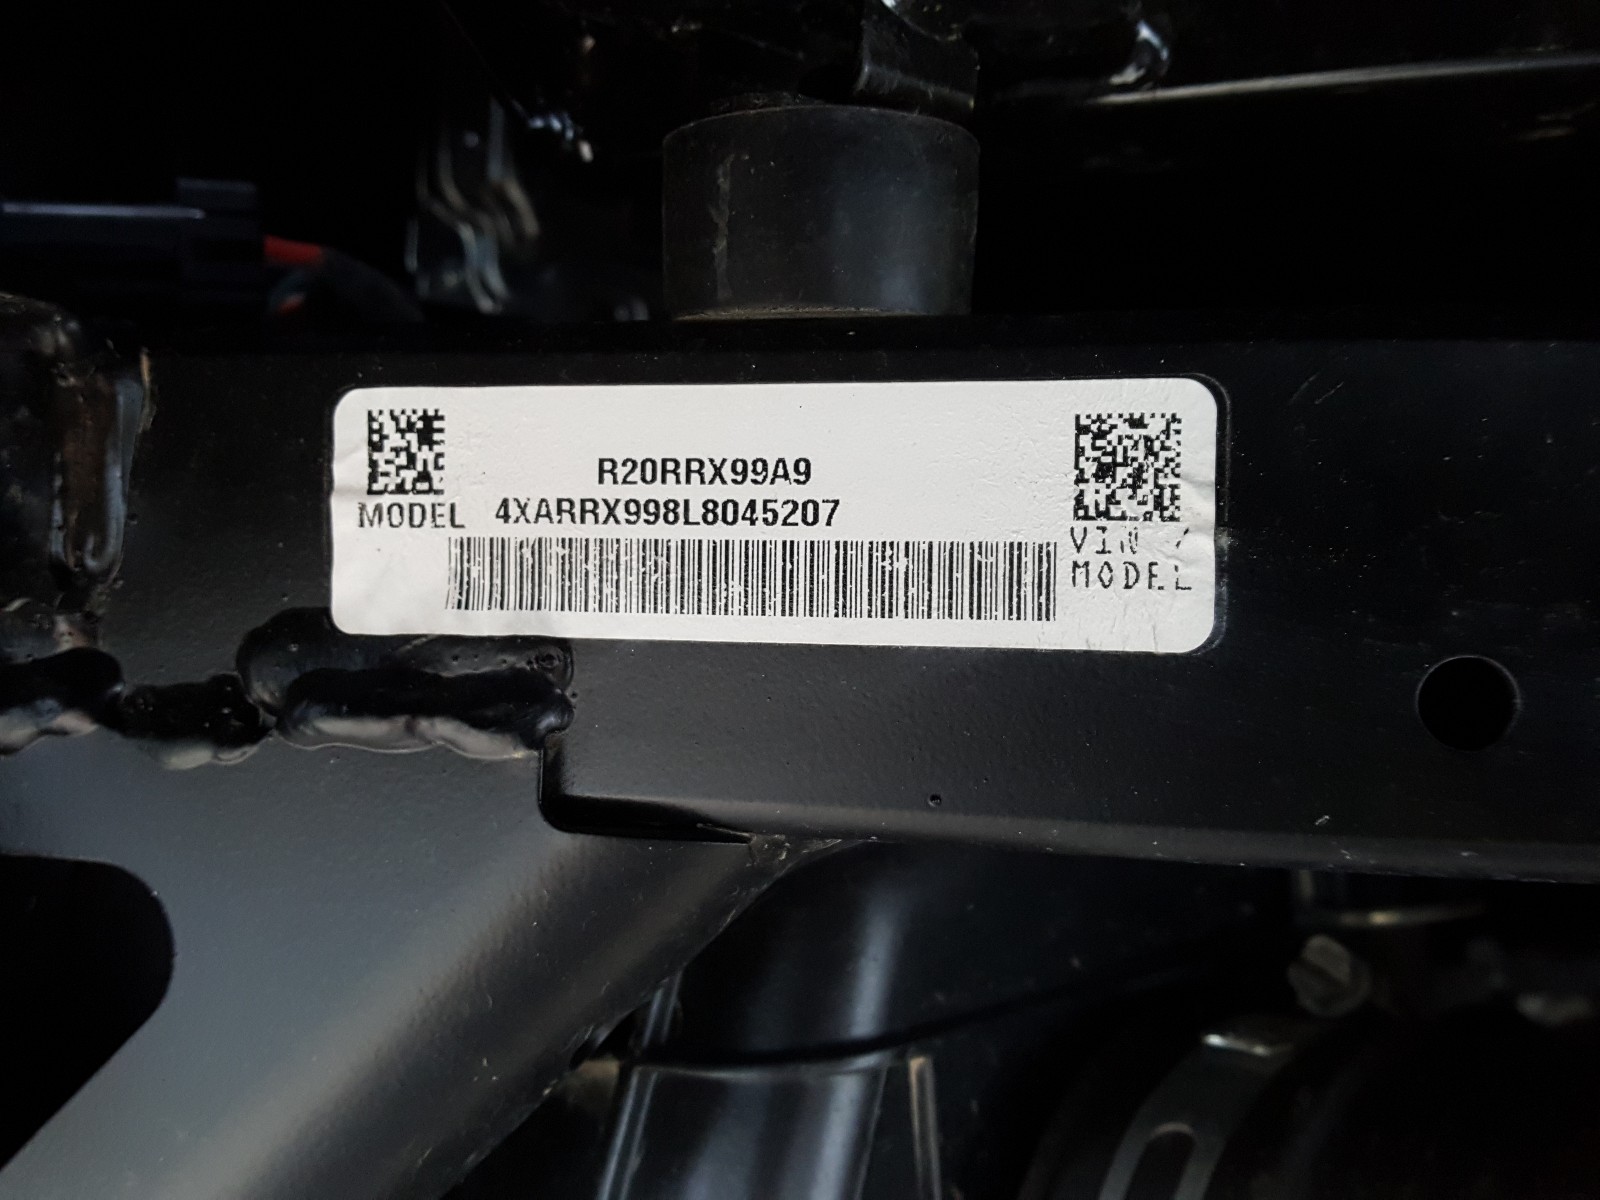 R20RRX99A9
MODEL 4XARRX998L8045207
VIN /
MODEL